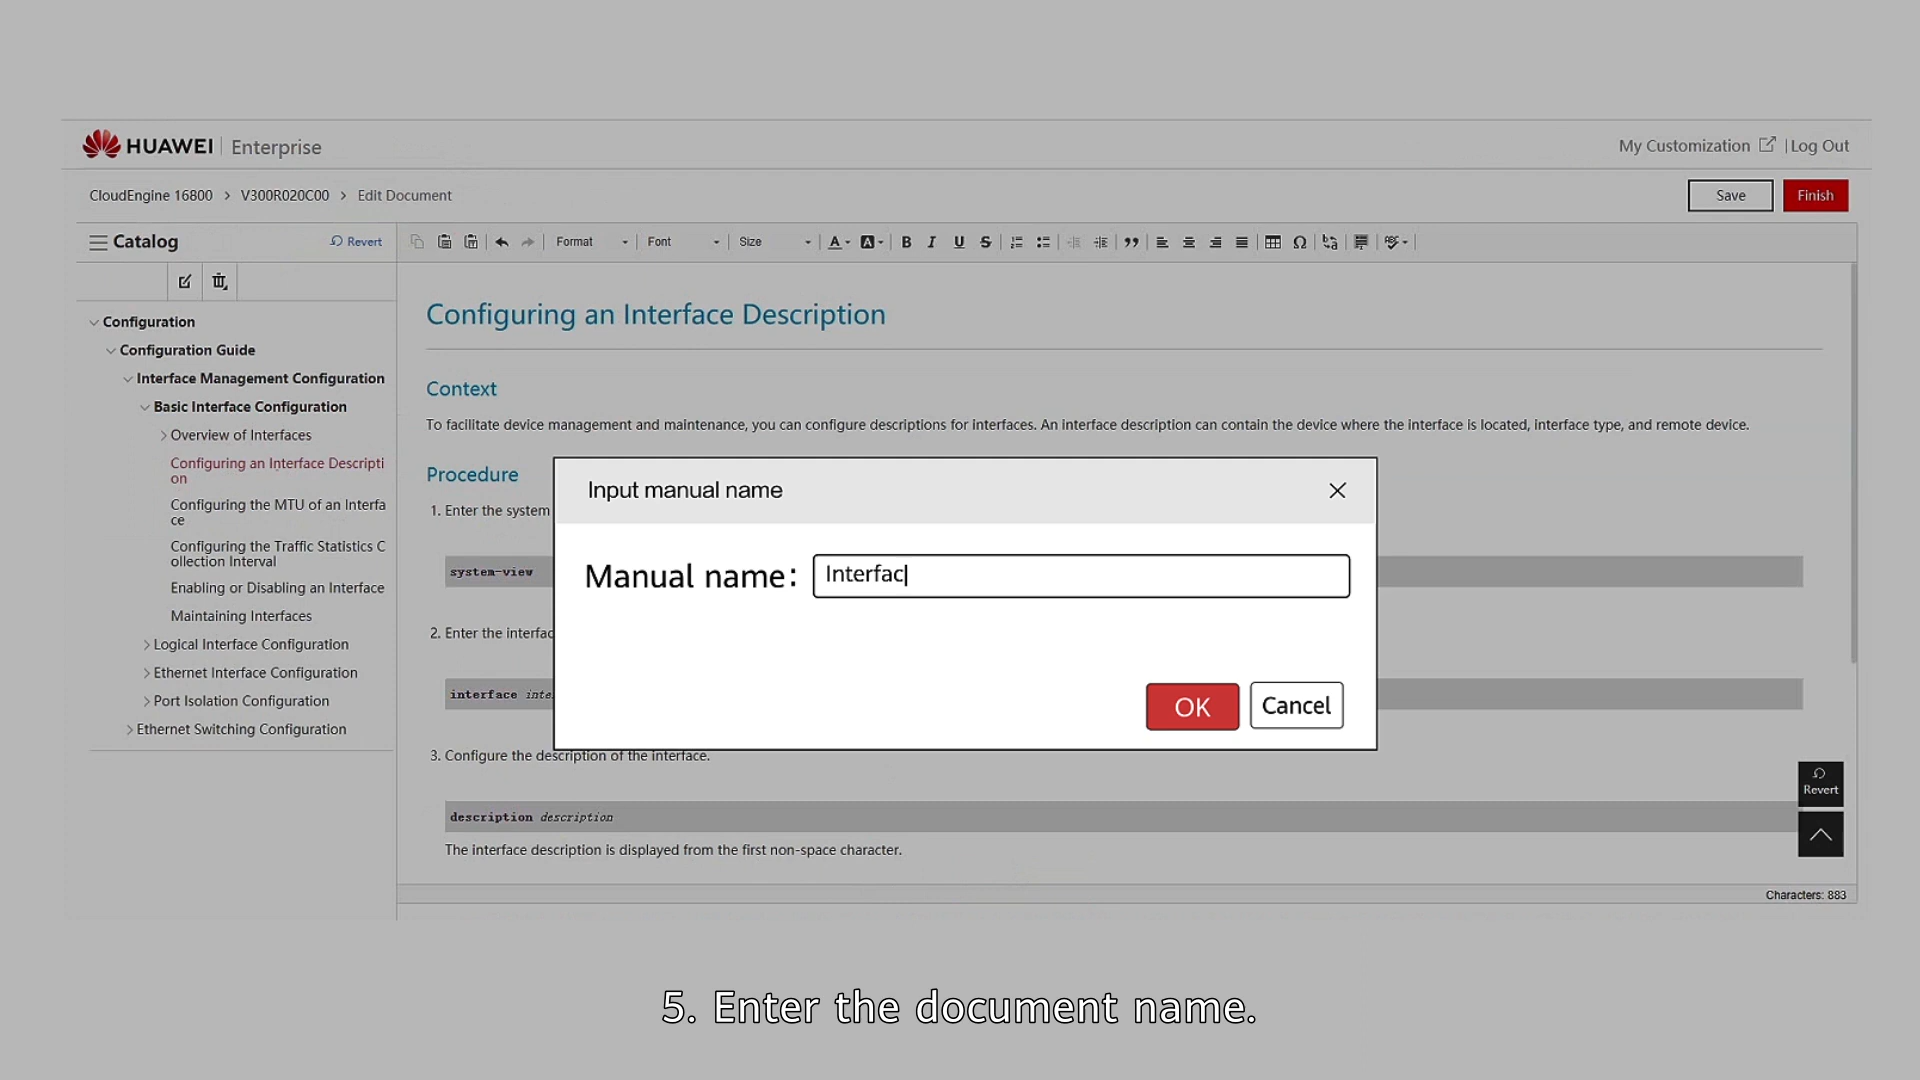 HUAWEI | Enterprise
My Customization | Log Out
CloudEngine 16800 > V300R020C00 > Edit Document
Save
Finish
Catalog
Revert
Format
Font
Size
Configuration
Configuration Guide
Interface Management Configuration
Basic Interface Configuration
Overview of Interfaces
Configuring an Interface Descripti
on
Configuring the MTU of an Interfa
ce
Configuring the Traffic Statistics C
ollection Interval
Enabling or Disabling an Interface
Maintaining Interfaces
Logical Interface Configuration
Ethernet Interface Configuration
Port Isolation Configuration
Ethernet Switching Configuration
Configuring an Interface Description
Context
To facilitate device management and maintenance, you can configure descriptions for interfaces. An interface description can contain the device where the interface is located, interface type, and remote device.
Procedure
1. Enter the system
system-view
2. Enter the interfac
interface inte
3. Configure the description of the interface.
description description
The interface description is displayed from the first non-space character.
Input manual name
Manual name: Interfac
OK
Cancel
Revert
Characters: 883
5. Enter the document name.